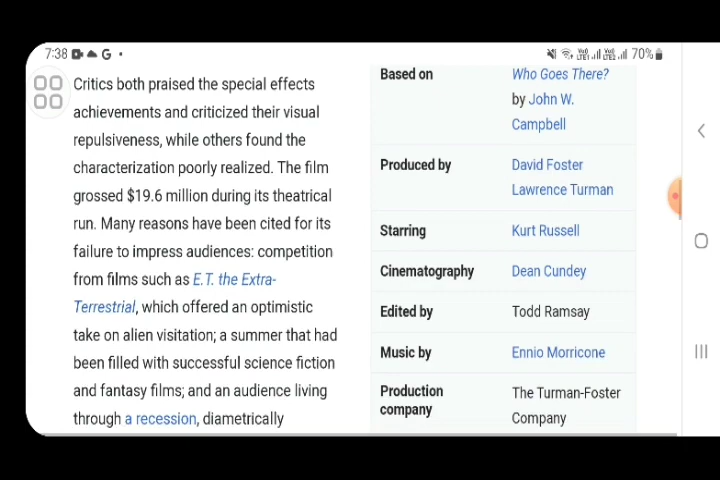 7:38
70%
Critics both praised the special effects
achievements and criticized their visual
repulsiveness, while others found the
characterization poorly realized. The film
grossed $19.6 million during its theatrical
run. Many reasons have been cited for its
failure to impress audiences: competition
from films such as E.T. the Extra-
Terrestrial, which offered an optimistic
take on alien visitation; a summer that had
been filled with successful science fiction
and fantasy films; and an audience living
through a recession, diametrically
Based on
Who Goes There?
by John W.
Campbell
Produced by
David Foster
Lawrence Turman
Starring
Kurt Russell
Cinematography
Dean Cundey
Edited by
Todd Ramsay
Music by
Ennio Morricone
Production
company
The Turman-Foster
Company